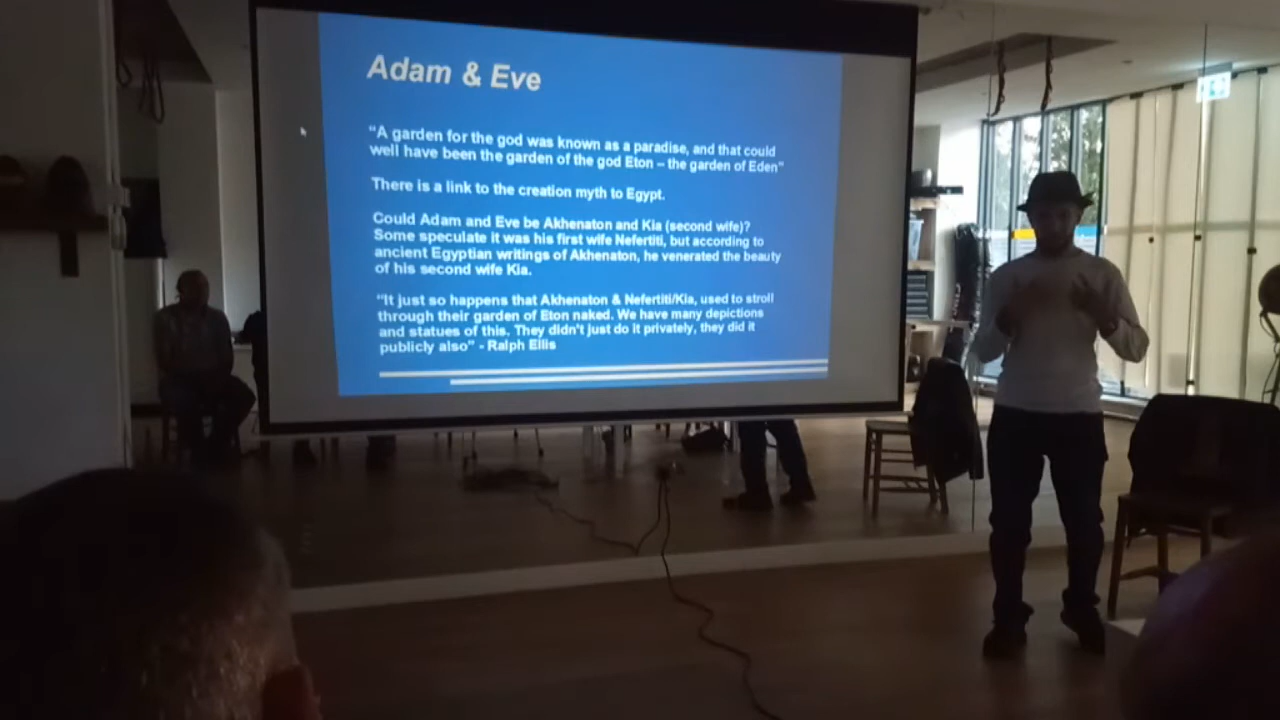 Adam & Eve
“A garden for the god was known as a paradise, and that could
well have been the garden of the god Eton – the garden of Eden”
There is a link to the creation myth to Egypt.
Could Adam and Eve be Akhenaton and Kia (second wife)?
Some speculate it was his first wife Nefertiti, but according to
ancient Egyptian writings of Akhenaton, he venerated the beauty
of his second wife Kia.
“It just so happens that Akhenaton & Nefertiti/Kia, used to stroll
through their garden of Eton naked. We have many depictions
and statues of this. They didn't just do it privately, they did it
publicly also” - Ralph Ellis